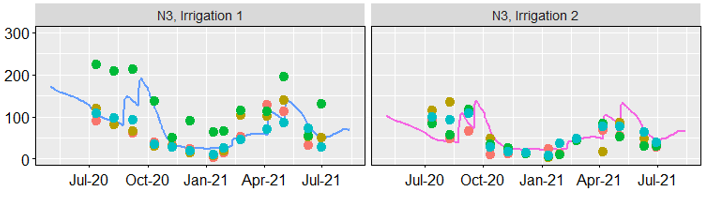 N3, Irrigation 1
N3, Irrigation 2
300
200
100
0
Jul-20 Oct-20 Jan-21 Apr-21 Jul-21
Jul-20 Oct-20 Jan-21 Apr-21 Jul-21